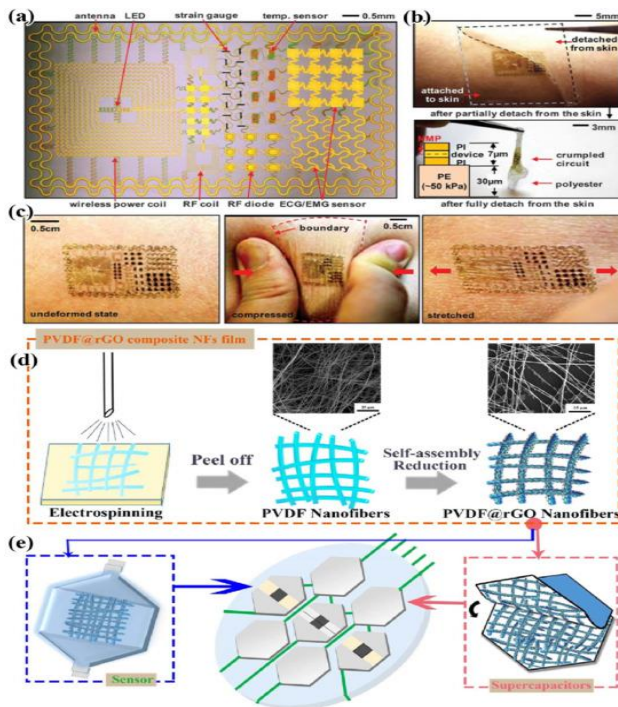 (a)
antenna
LED
strain gauge
temp. sensor
0.5mm
wireless power coil
RF coil
RF diode
ECG/EMG sensor
(b)
5mm
detached
from skin
attached
to skin
after partially detach from the skin
3mm
NMP
PI
device
PI
7μm
PE
(~50 kPa)
30μm
crumpled
circuit
polyester
after fully detach from the skin
(c)
0.5cm
undeformed state
0.5cm
boundary
compressed
0.5cm
stretched
PVDF@rGO composite NFs film
(d)
Electrospinning
Peel off
PVDF Nanofibers
Self-assembly
Reduction
PVDF@rGO Nanofibers
(e)
Sensor
Supercapacitors